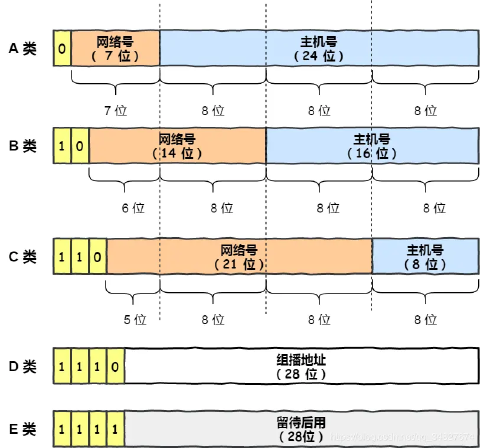 A 类
0
网络号
( 7 位 )
主机号
( 24 位 )
7 位
8 位
8 位
8 位
B 类
1 0
网络号
( 14 位 )
主机号
( 16 位 )
6 位
8 位
8 位
8 位
C 类
1 1 0
网络号
( 21 位 )
主机号
( 8 位 )
5 位
8 位
8 位
8 位
D 类
1 1 1 0
组播地址
( 28 位 )
E 类
1 1 1 1
留待后用
( 28位 )